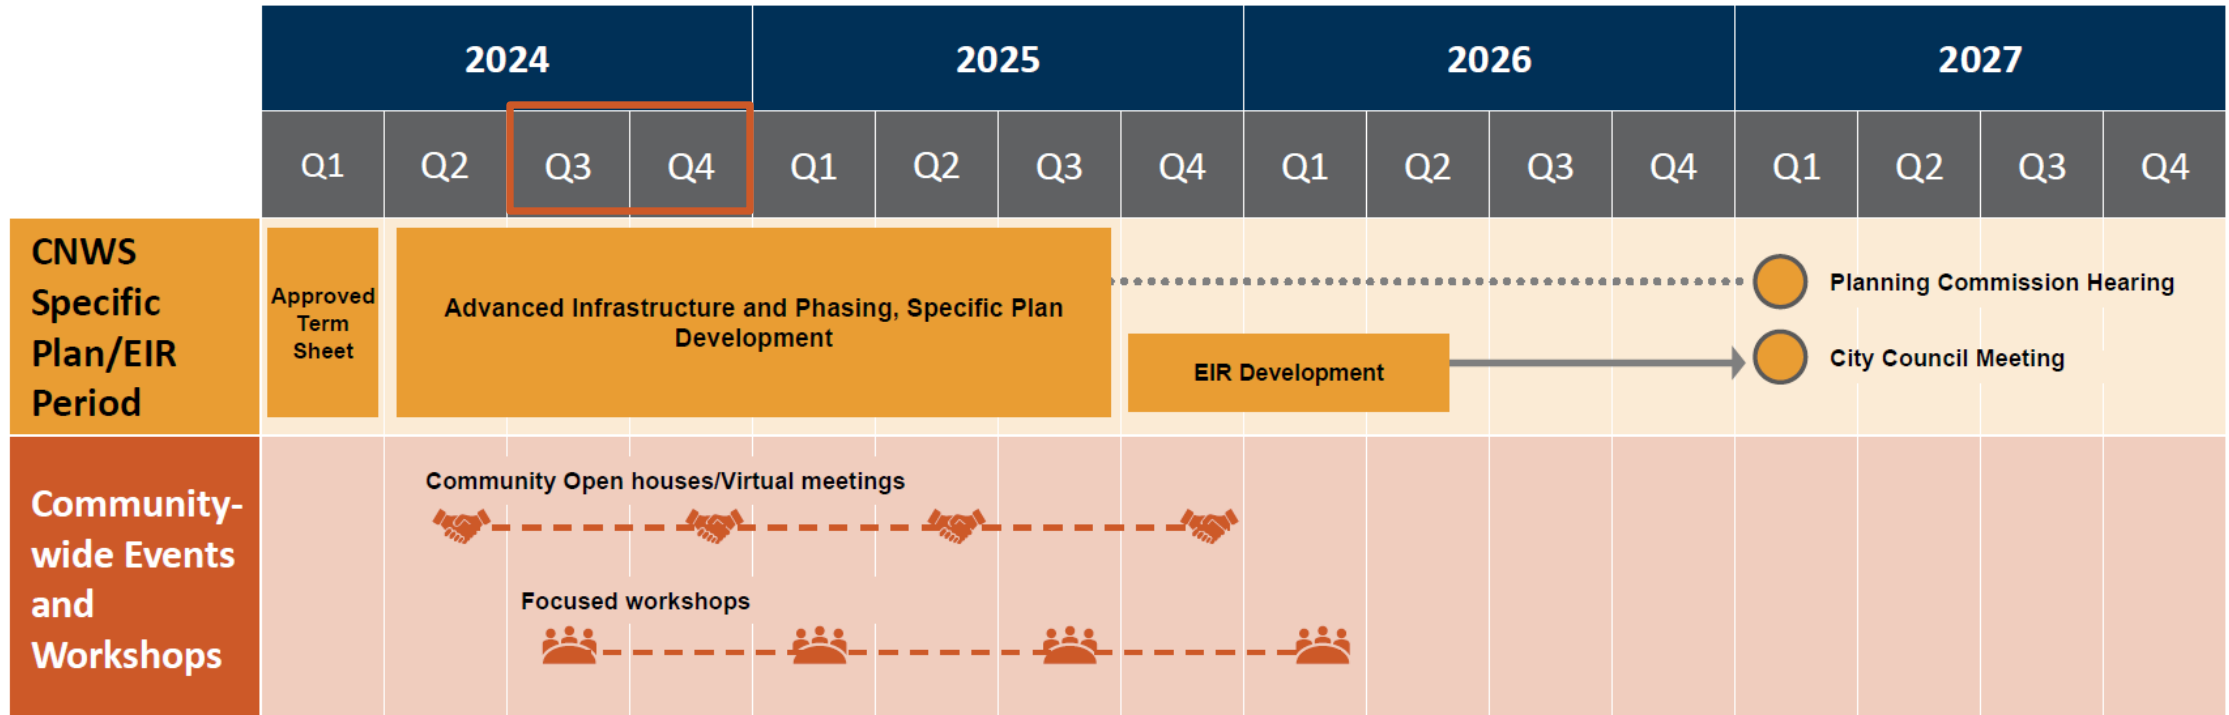 2024
2025
2026
2027
Q1
Q2
Q3
Q4
Q1
Q2
Q3
Q4
Q1
Q2
Q3
Q4
Q1
Q2
Q3
Q4
CNWS
Specific
Plan/EIR
Period
Approved
Term
Sheet
Advanced Infrastructure and Phasing, Specific Plan
Development
Planning Commission Hearing
EIR Development
City Council Meeting
Community-
wide Events
and
Workshops
Community Open houses/Virtual meetings
Focused workshops